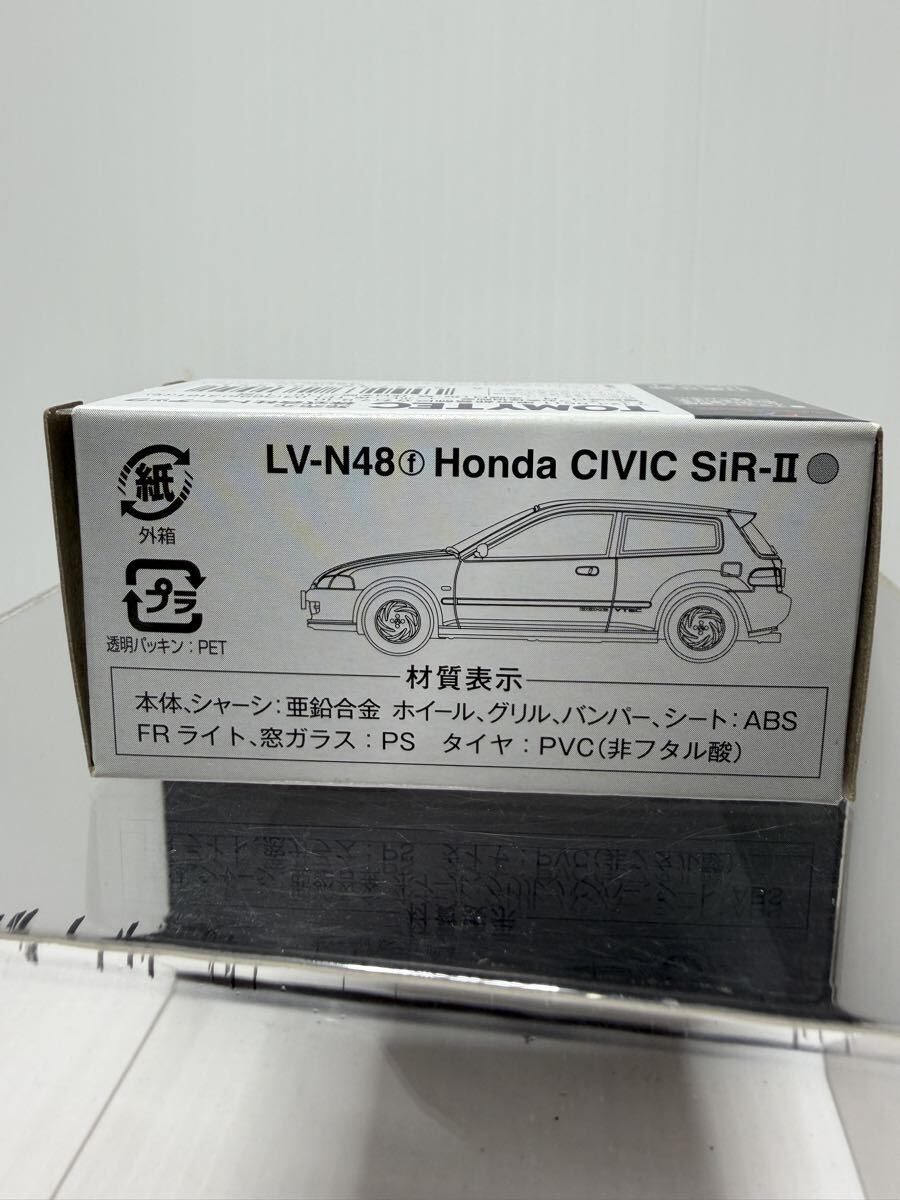 TOMYTEC
LV-N48ⓕ Honda CIVIC SiR-II
紙
外箱
プラ
透明パッキン：PET
DOHC VTEC
材質表示
本体、シャーシ：亜鉛合金 ホイール、グリル、バンパー、シート：ABS
FR ライト、窓ガラス：PS タイヤ：PVC（非フタル酸）